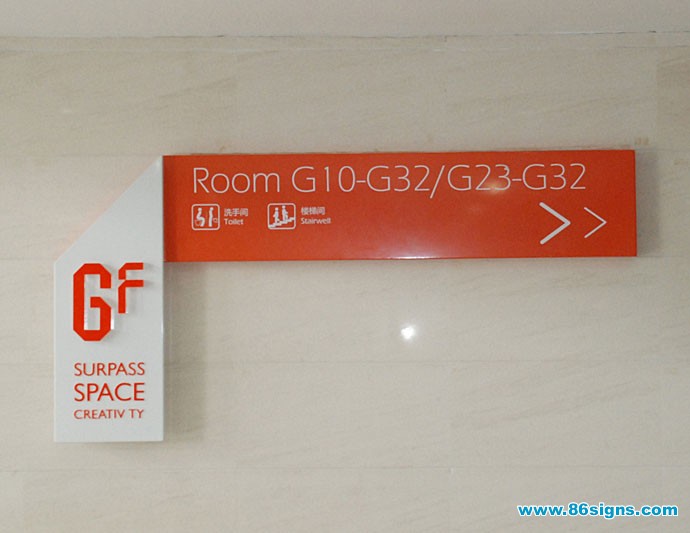 Room G10-G32/G23-G32
洗手间
Toilet
楼梯间
Stairwell
GF
SURPASS
SPACE
CREATIV TY
www.86signs.com